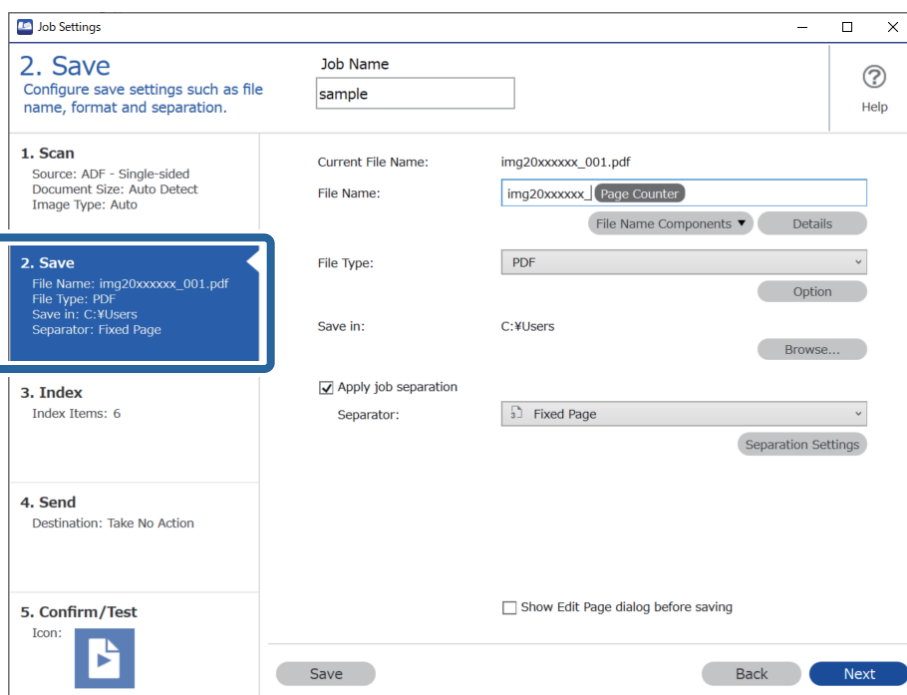 Job Settings
2. Save
Configure save settings such as file
name, format and separation.
Job Name
sample
Help
1. Scan
Source: ADF - Single-sided
Document Size: Auto Detect
Image Type: Auto
2. Save
File Name: img20xxxxxx_001.pdf
File Type: PDF
Save in: C:¥Users
Separator: Fixed Page
3. Index
Index Items: 6
4. Send
Destination: Take No Action
5. Confirm/Test
Icon:
Current File Name: img20xxxxxx_001.pdf
File Name: img20xxxxxx_ Page Counter
File Name Components ▼ Details
File Type: PDF
Option
Save in: C:¥Users
Browse...
Apply job separation
Separator: 3 Fixed Page
Separation Settings
Show Edit Page dialog before saving
Save Back Next